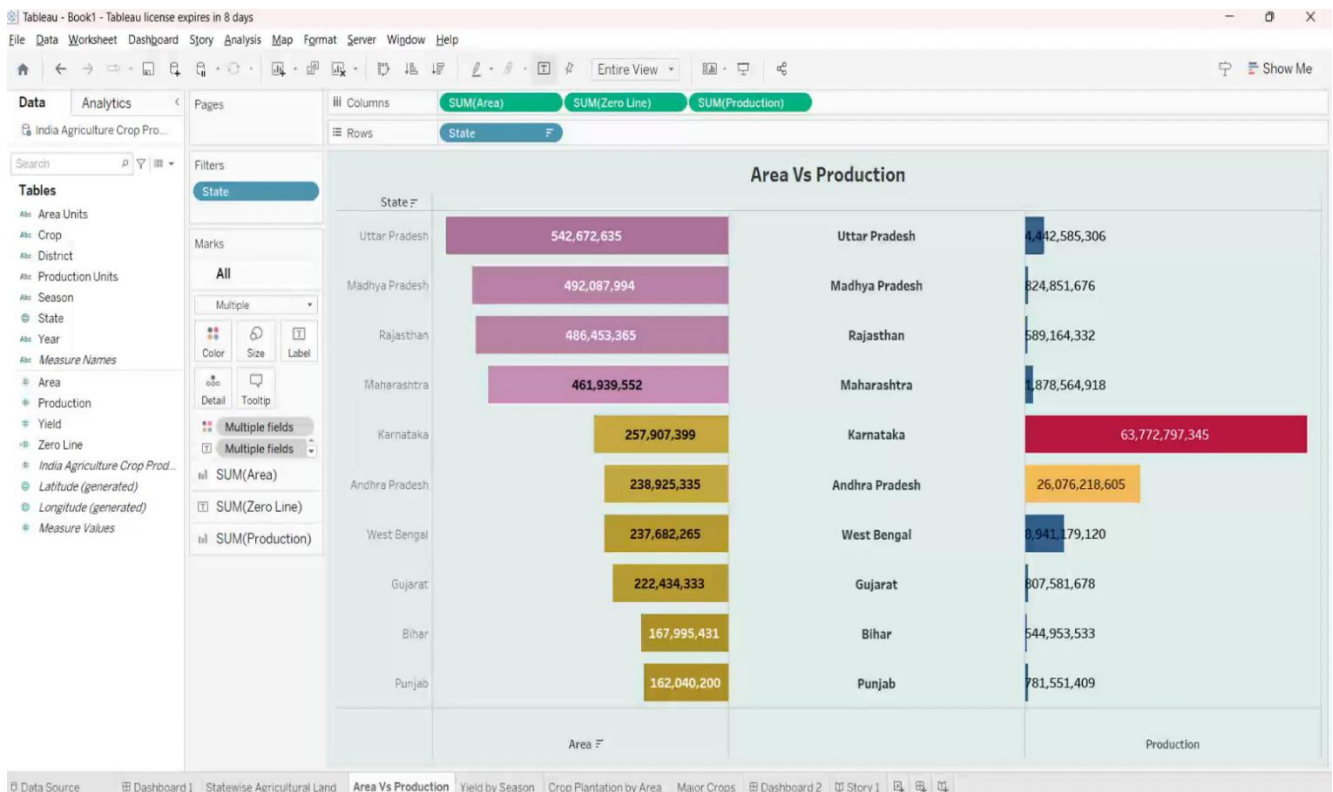 Tableau - Book1 - Tableau license expires in 8 days
File Data Worksheet Dashboard Story Analysis Map Format Server Window Help
Entire View
Show Me
Data Analytics
India Agriculture Crop Pro...
Search
Tables
Abc Area Units
Abc Crop
Abc District
Abc Production Units
Abc Season
State
Abc Year
Abc Measure Names
# Area
# Production
# Yield
# Zero Line
# India Agriculture Crop Prod...
Latitude (generated)
Longitude (generated)
# Measure Values
Pages
Filters
State
Marks
All
Multiple
Color Size Label
Detail Tooltip
Multiple fields
Multiple fields
SUM(Area)
SUM(Zero Line)
SUM(Production)
Columns SUM(Area) SUM(Zero Line) SUM(Production)
Rows State
Area Vs Production
State
Uttar Pradesh 542,672,635 Uttar Pradesh 4,442,585,306
Madhya Pradesh 492,087,994 Madhya Pradesh 824,851,676
Rajasthan 486,453,365 Rajasthan 589,164,332
Maharashtra 461,939,552 Maharashtra 1,878,564,918
Karnataka 257,907,399 Karnataka 63,772,797,345
Andhra Pradesh 238,925,335 Andhra Pradesh 26,076,218,605
West Bengal 237,682,265 West Bengal 8,941,179,120
Gujarat 222,434,333 Gujarat 807,581,678
Bihar 167,995,431 Bihar 544,953,533
Punjab 162,040,200 Punjab 781,551,409
Area Production
Data Source Dashboard 1 Statewise Agricultural Land Area Vs Production Yield by Season Crop Plantation by Area Major Crops Dashboard 2 Story 1